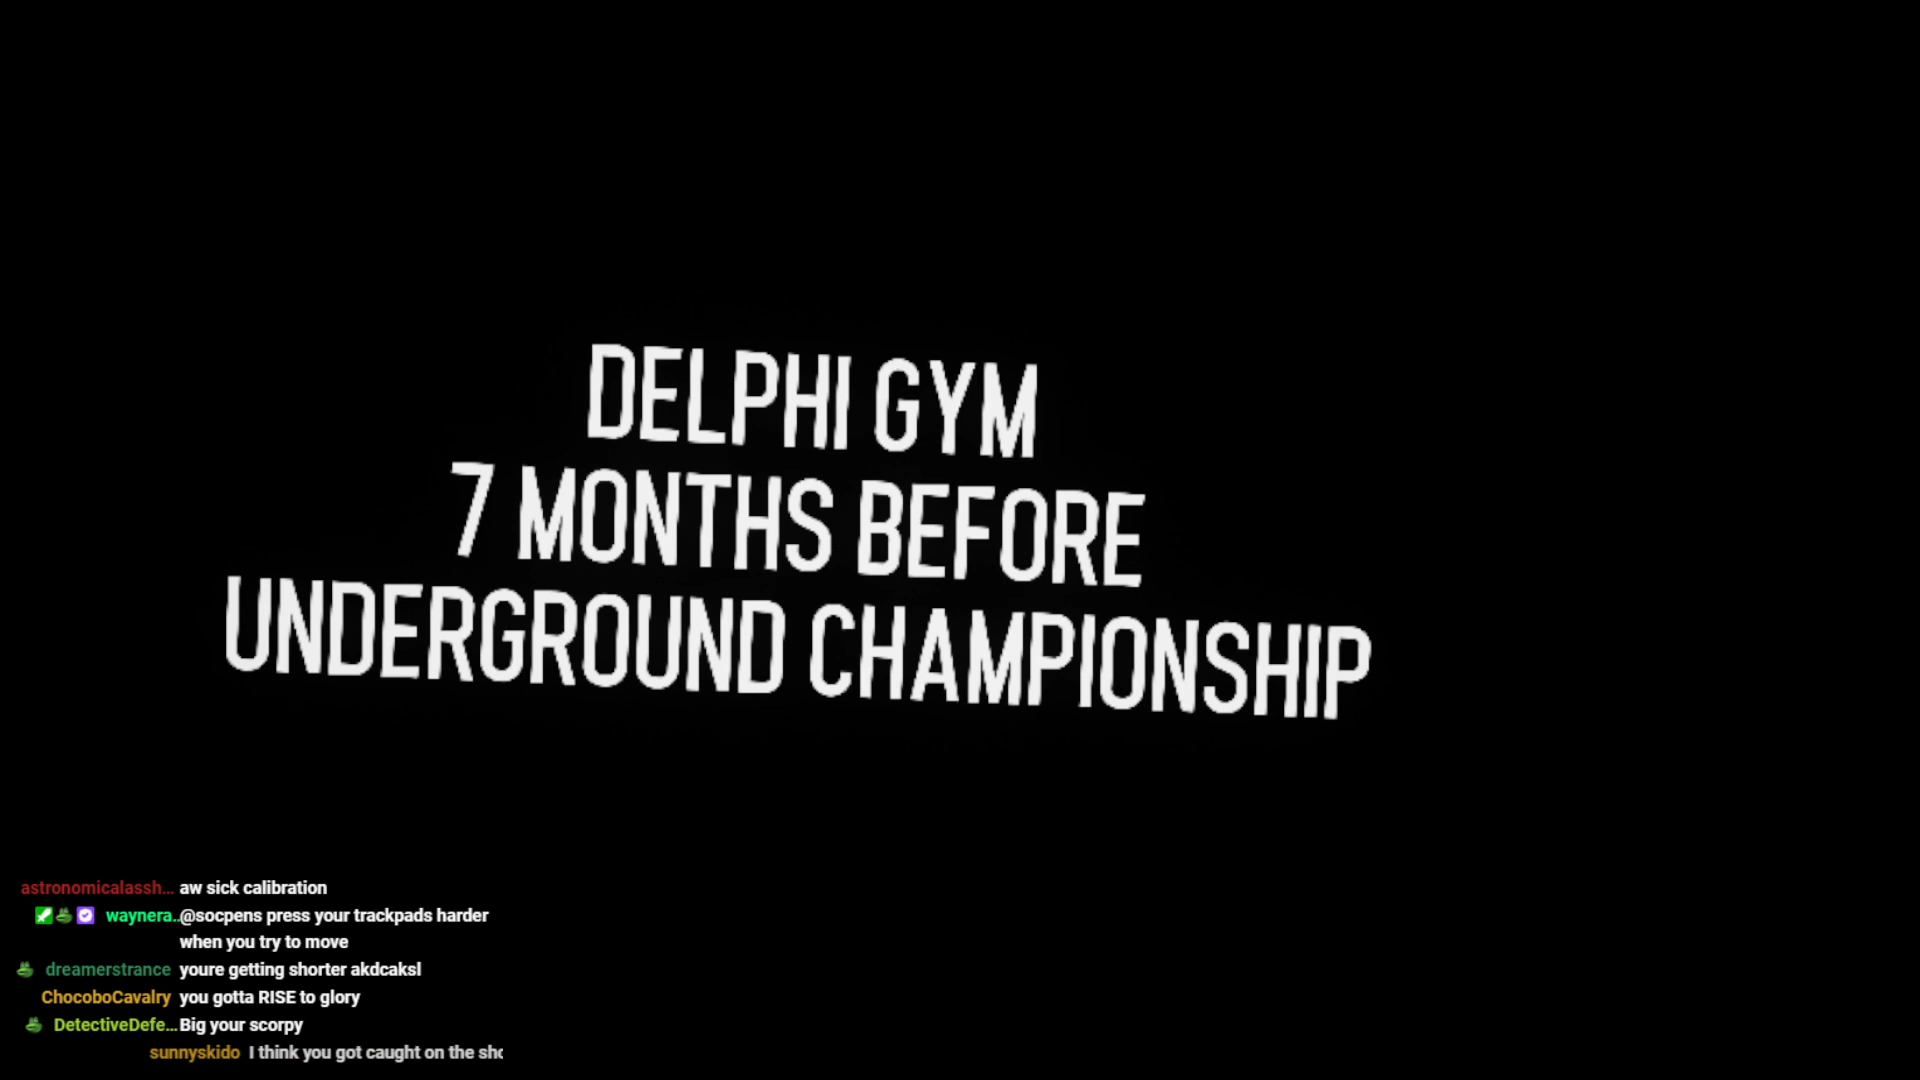 DELPHI GYM
7 MONTHS BEFORE
UNDERGROUND CHAMPIONSHIP
astronomicalassh... aw sick calibration
waynera.. @socpens press your trackpads harder
when you try to move
dreamerstrance youre getting shorter akdcaksl
ChocoboCavalry you gotta RISE to glory
DetectiveDefe... Big your scorpy
sunnyskido I think you got caught on the